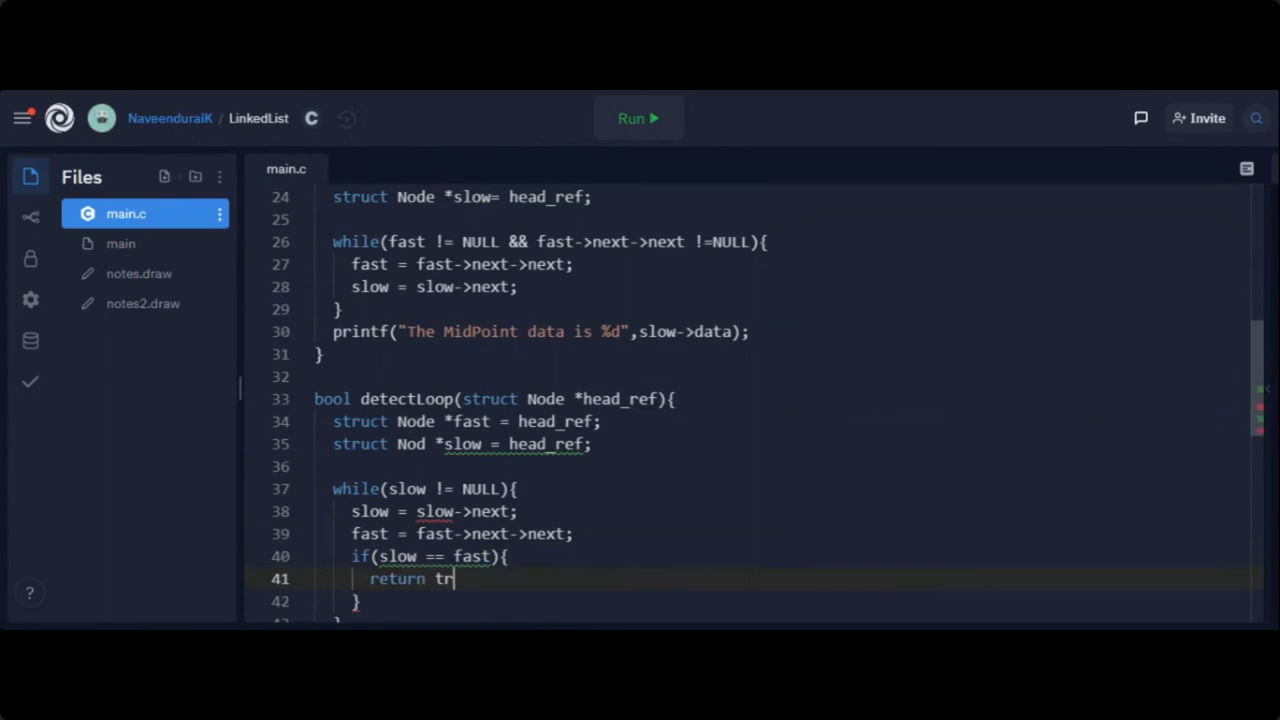 NaveenduraiK / LinkedList
Run
Invite
Files
main.c
main
notes.draw
notes2.draw
?
main.c
24 struct Node *slow= head_ref;
25
26 while(fast != NULL && fast->next->next !=NULL){
27 fast = fast->next->next;
28 slow = slow->next;
29 }
30 printf("The MidPoint data is %d",slow->data);
31 }
32
33 bool detectLoop(struct Node *head_ref){
34 struct Node *fast = head_ref;
35 struct Nod *slow = head_ref;
36
37 while(slow != NULL){
38 slow = slow->next;
39 fast = fast->next->next;
40 if(slow == fast){
41 return tr
42 }